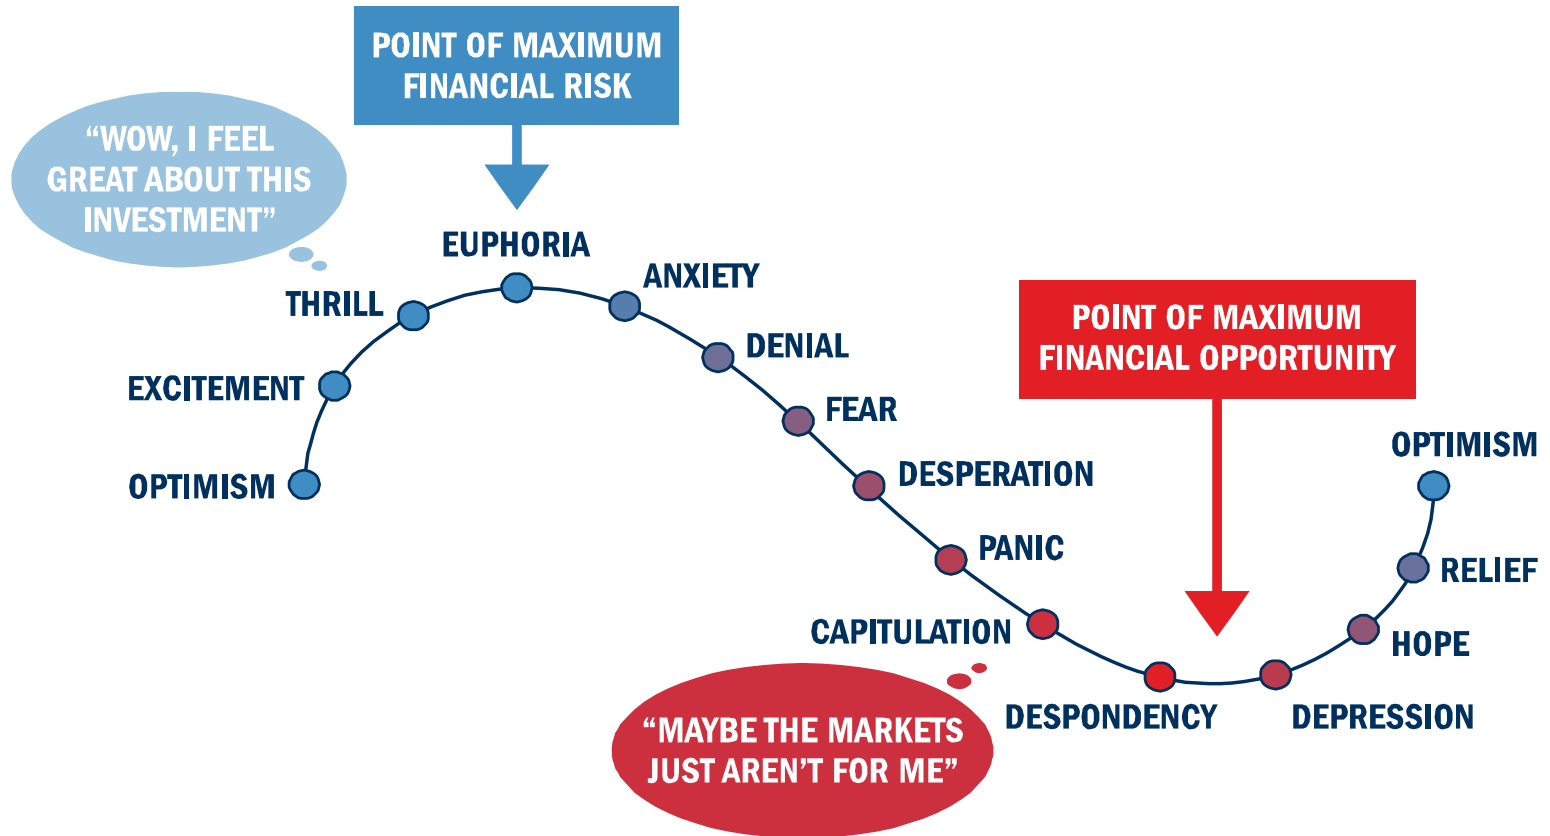 POINT OF MAXIMUM
FINANCIAL RISK
“WOW, I FEEL
GREAT ABOUT THIS
INVESTMENT”
EUPHORIA
THRILL
ANXIETY
EXCITEMENT
DENIAL
OPTIMISM
FEAR
DESPERATION
PANIC
POINT OF MAXIMUM
FINANCIAL OPPORTUNITY
CAPITULATION
“MAYBE THE MARKETS
JUST AREN’T FOR ME”
DESPONDENCY
DEPRESSION
HOPE
RELIEF
OPTIMISM